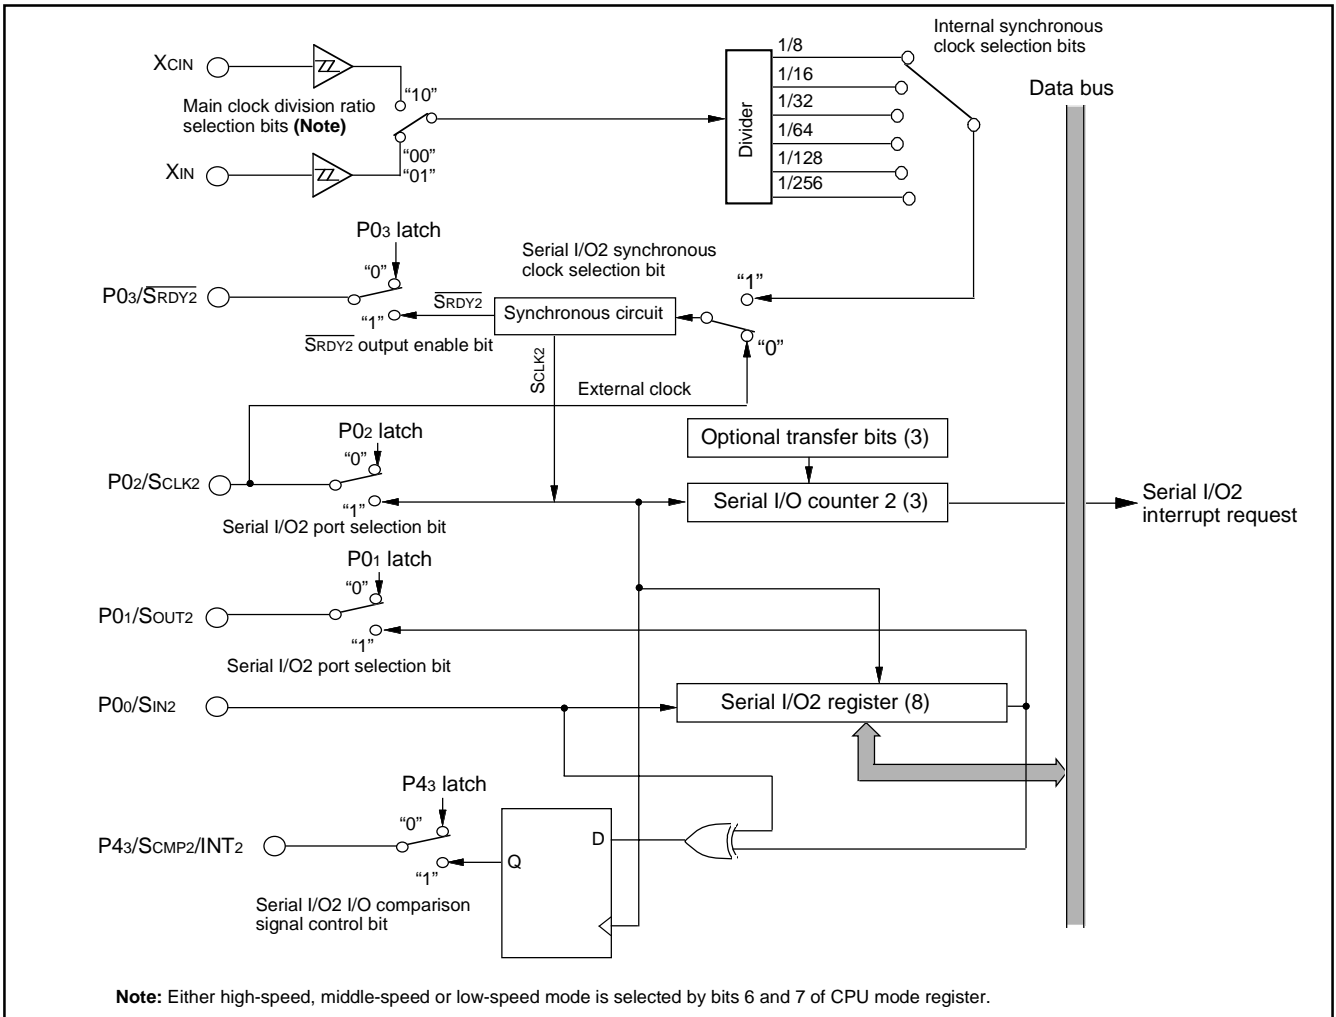 Internal synchronous
clock selection bits
XCIN
Main clock division ratio
selection bits (Note)
"10"
"00"
"01"
XIN
Divider
1/8
1/16
1/32
1/64
1/128
1/256
Data bus
P03 latch
"0"
P03/SRDY2
"1"
SRDY2
SRDY2 output enable bit
Serial I/O2 synchronous
clock selection bit
Synchronous circuit
"1"
"0"
SCLK2
External clock
P02 latch
"0"
P02/SCLK2
"1"
Serial I/O2 port selection bit
Optional transfer bits (3)
Serial I/O counter 2 (3)
Serial I/O2
interrupt request
P01 latch
"0"
P01/SOUT2
"1"
Serial I/O2 port selection bit
P00/SIN2
Serial I/O2 register (8)
P43 latch
"0"
P43/SCMP2/INT2
"1"
D
Q
Serial I/O2 I/O comparison
signal control bit
Note: Either high-speed, middle-speed or low-speed mode is selected by bits 6 and 7 of CPU mode register.